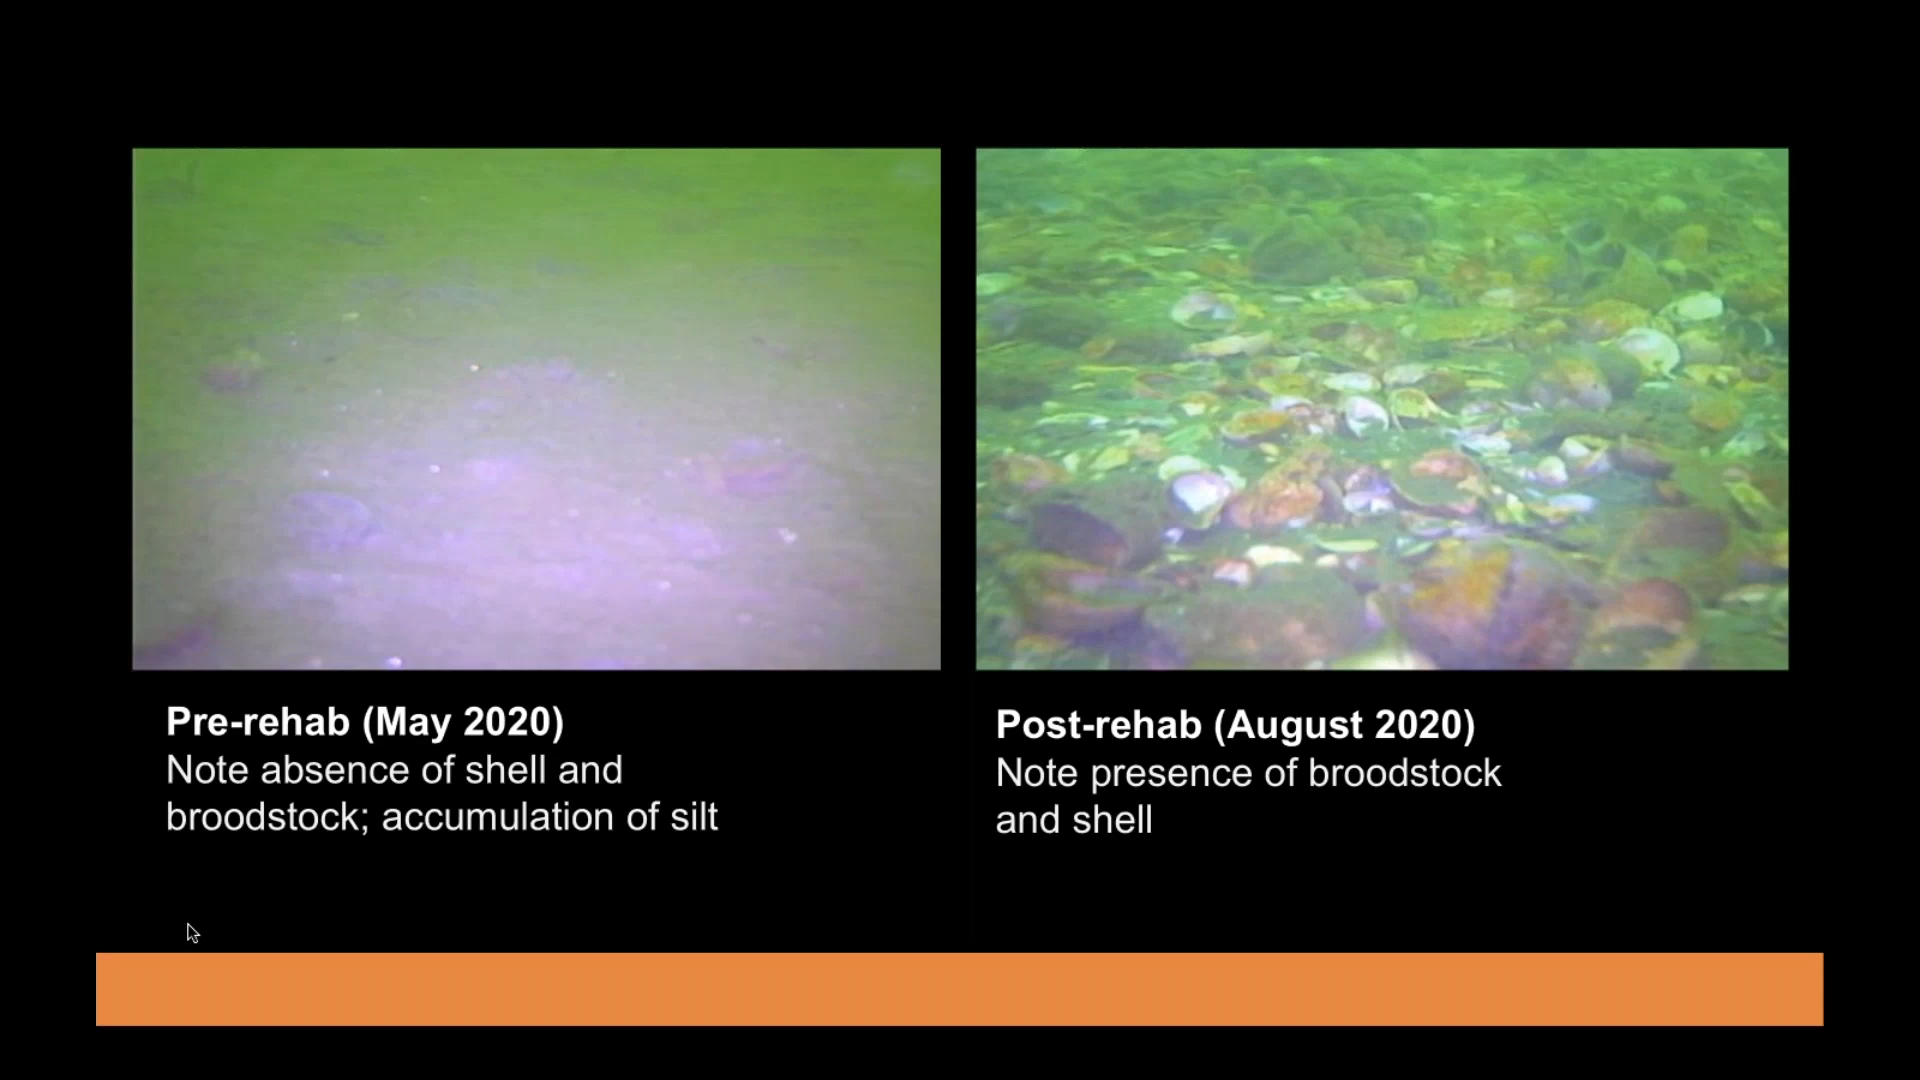 Pre-rehab (May 2020)
Note absence of shell and
broodstock; accumulation of silt
Post-rehab (August 2020)
Note presence of broodstock
and shell